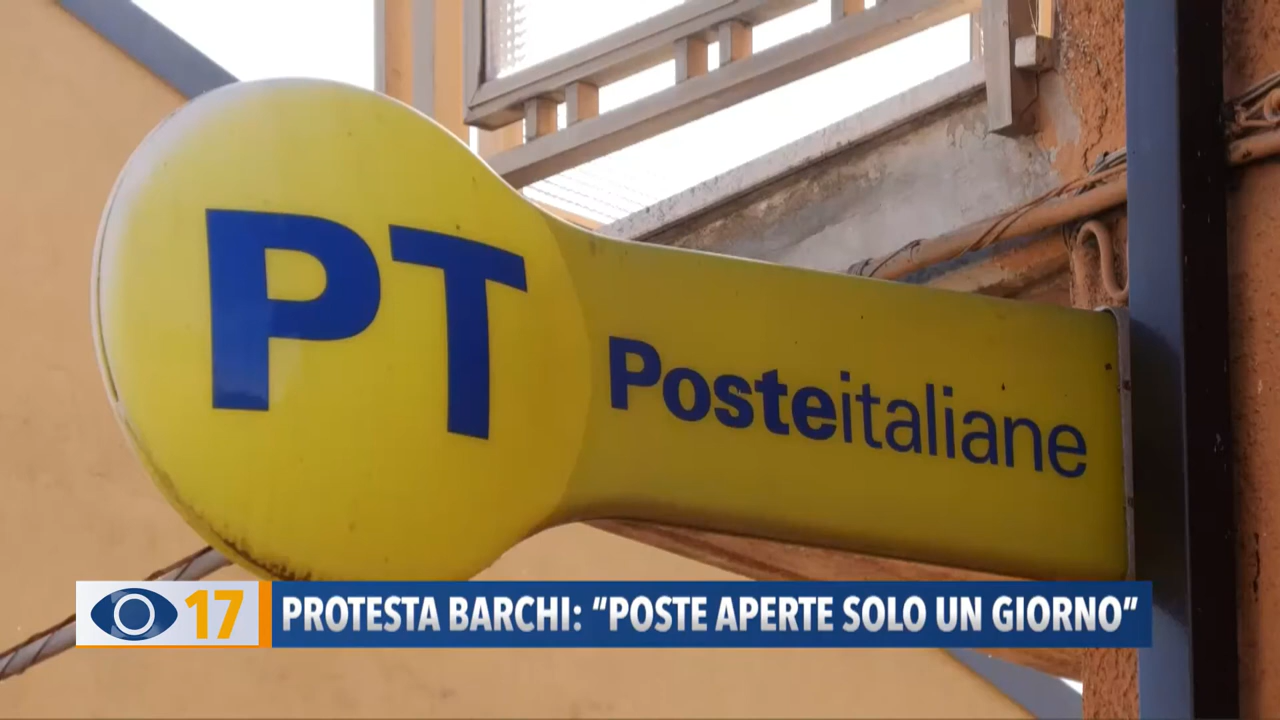 PT
Posteitaliane
17
PROTESTA BARCHI: “POSTE APERTE SOLO UN GIORNO”